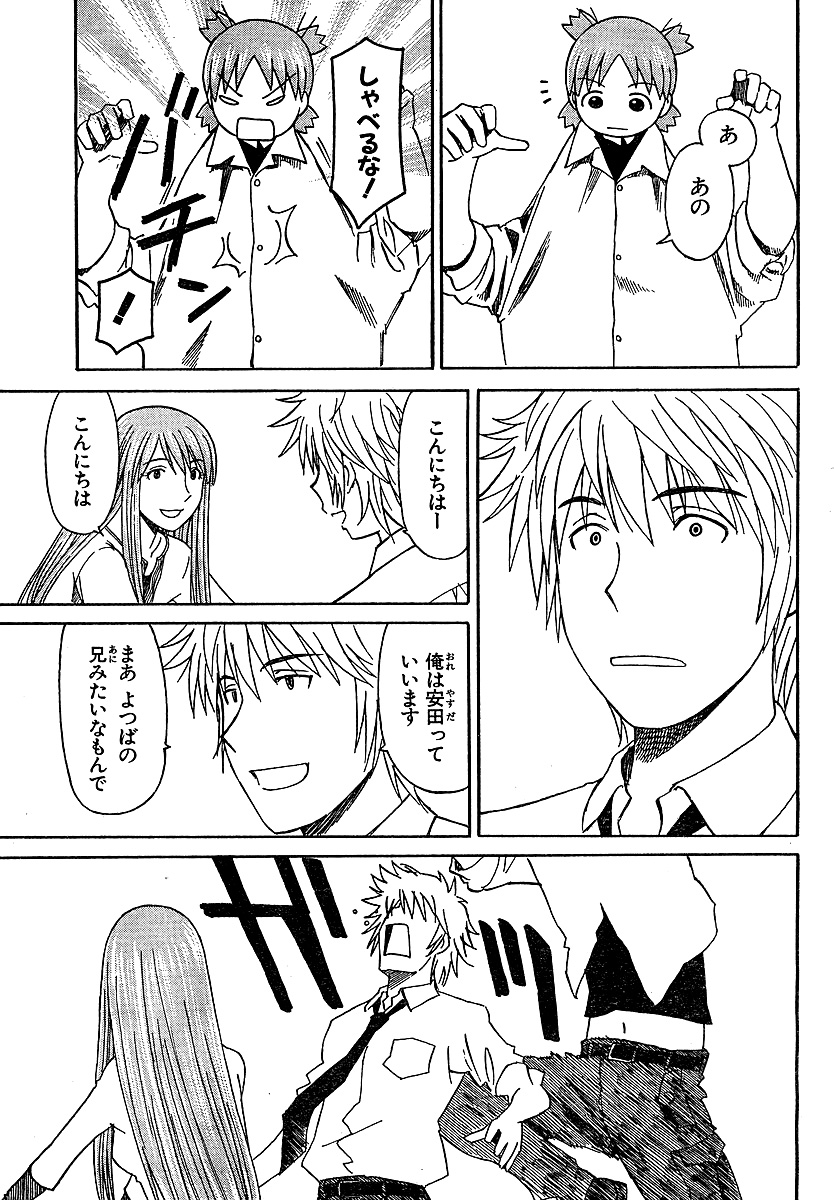 あ
あの
しゃべるな！
バチン
！
こんにちはー
こんにちは
俺は安田って
いいます
まあ よつばの
兄みたいなもんで
ガッ